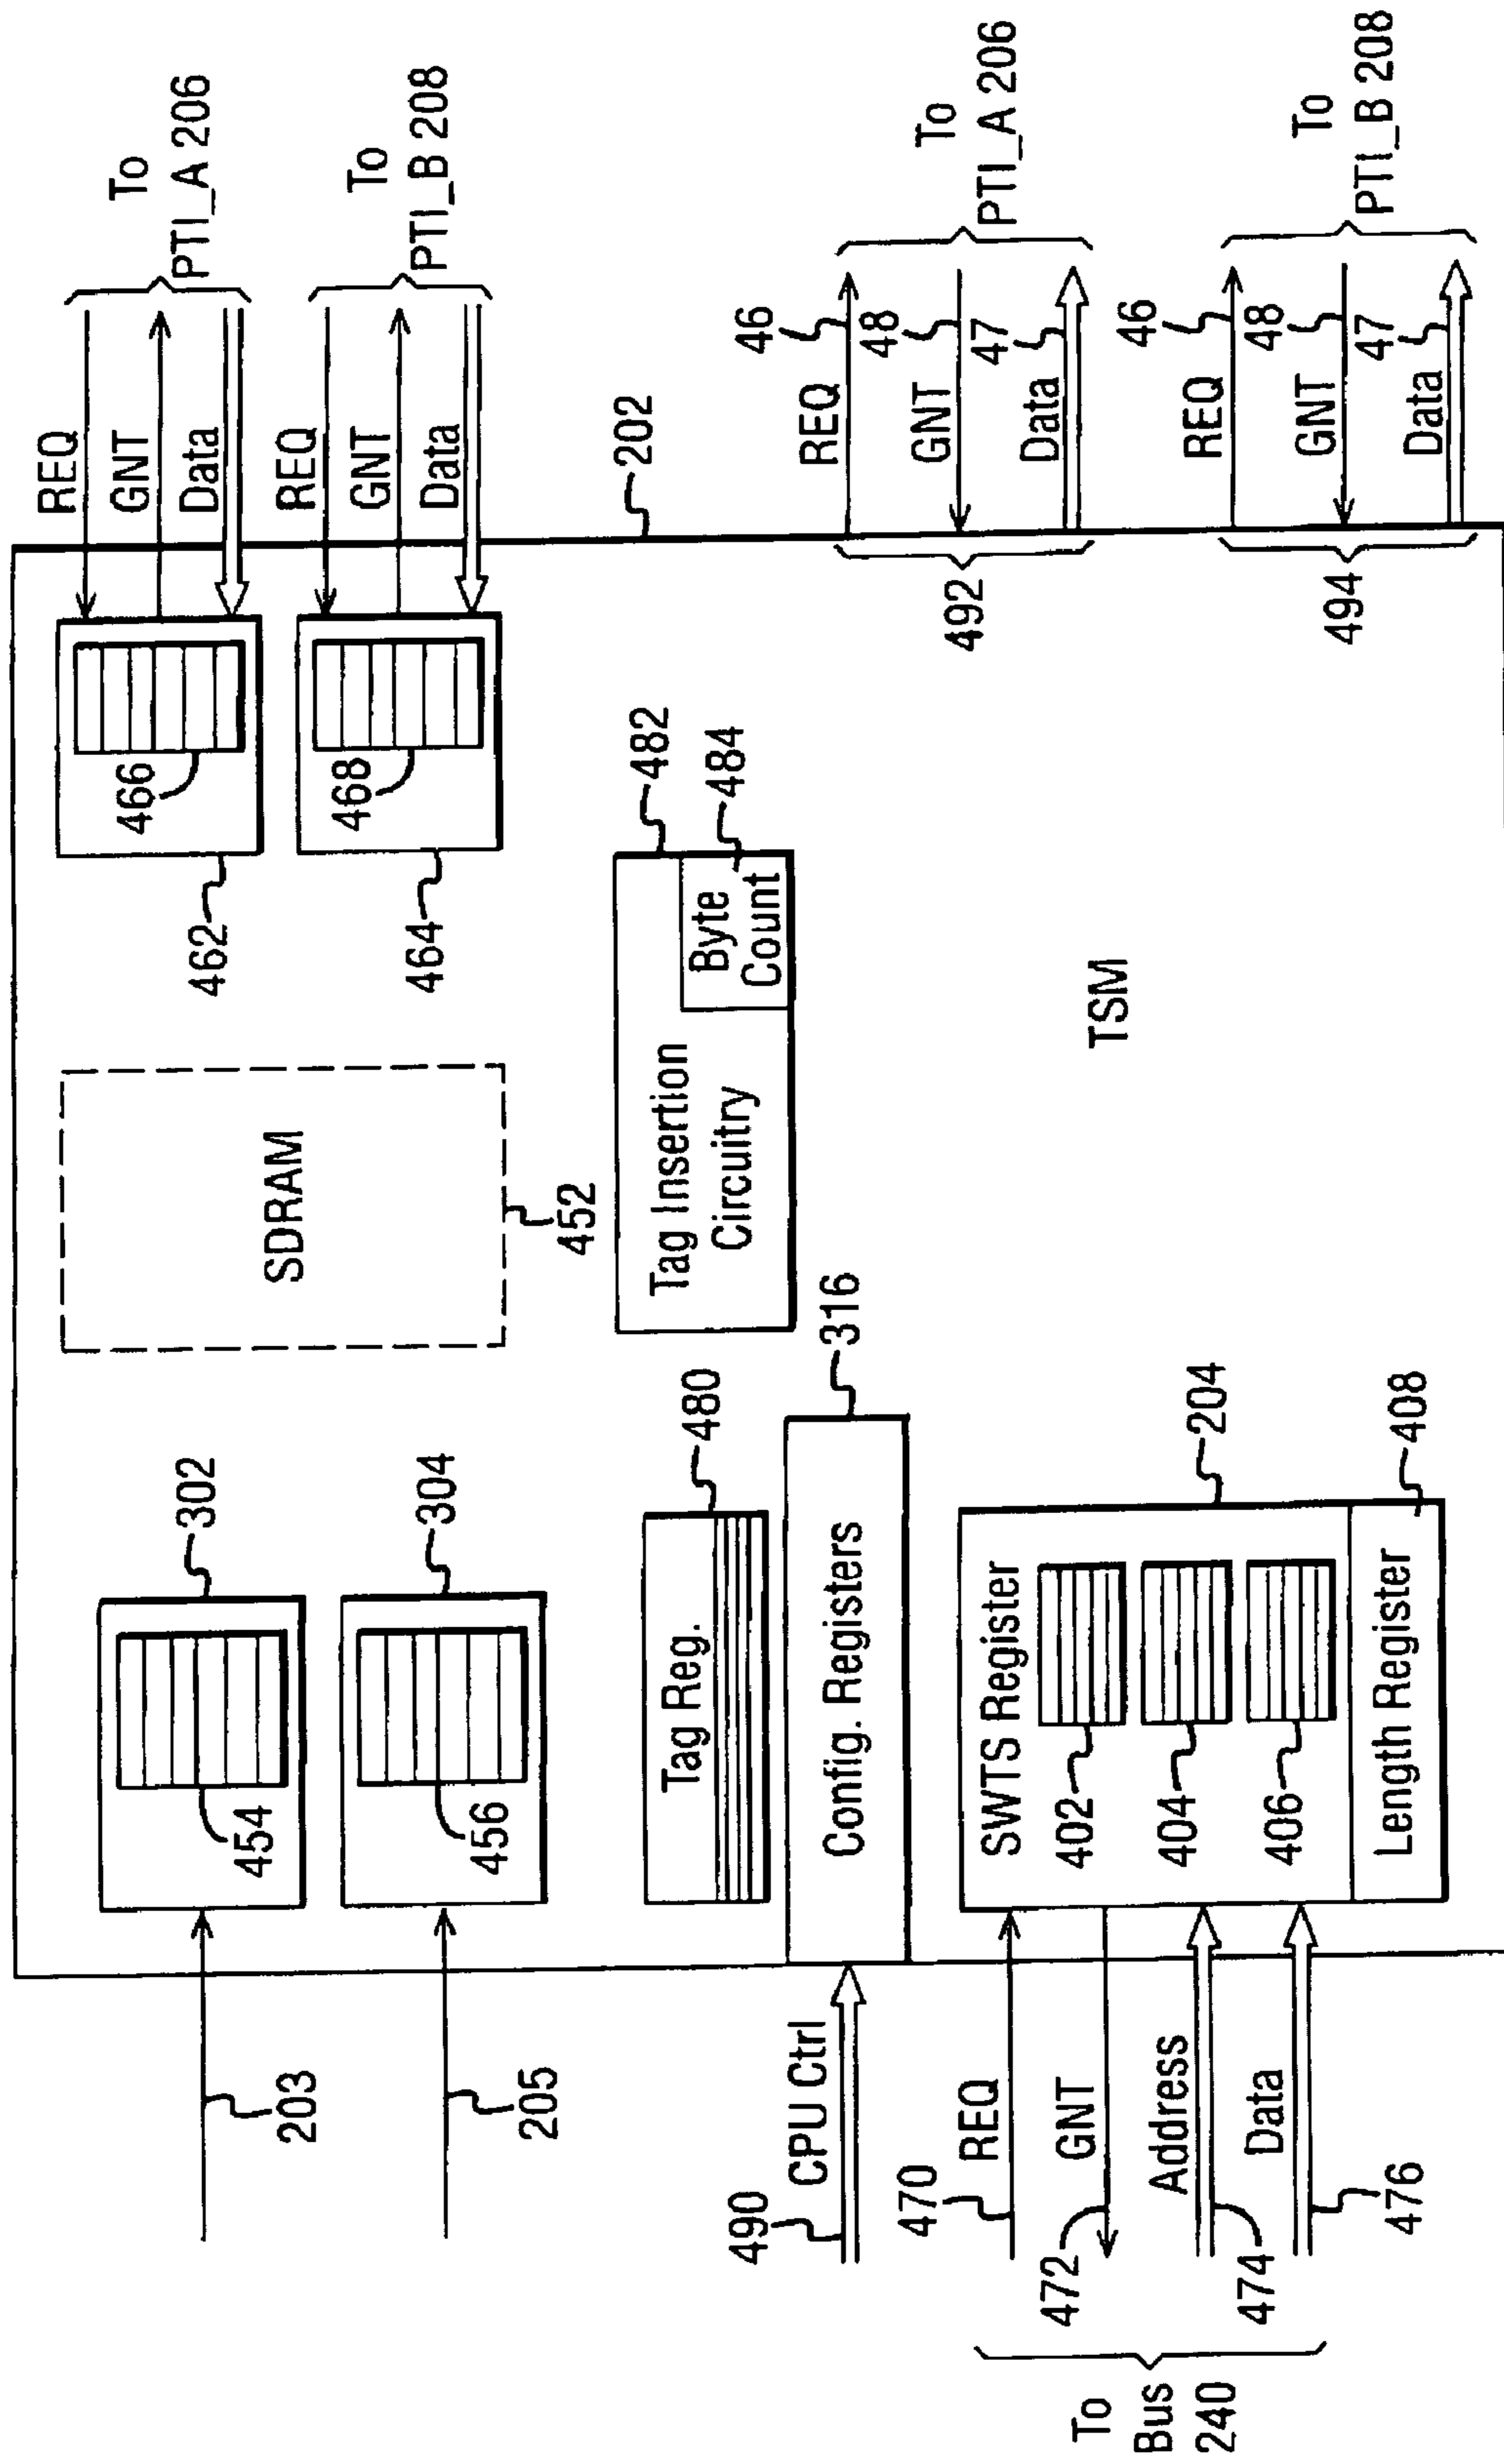 203
205
302
454
304
456
SDRAM
452
462
466
464
468
REQ
GNT
Data
To
PTI_A 206
REQ
GNT
Data
To
PTI_B 208
202
Tag Reg.
480
Tag Insertion
Circuitry
Byte
Count
482
484
490
CPU Ctrl
Config. Registers
316
To
Bus
240
470
REQ
472
GNT
474
Address
476
Data
SWTS Register
402
404
406
Length Register
204
408
TSM
492
REQ
46
GNT
48
Data
47
To
PTI_A 206
494
REQ
46
GNT
48
Data
47
To
PTI_B 208